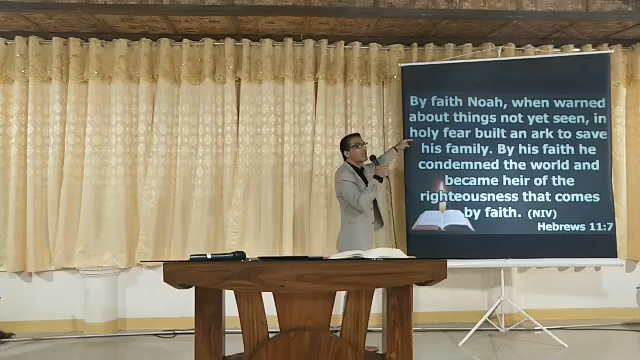 By faith Noah, when warned
about things not yet seen, in
holy fear built an ark to save
his family. By his faith he
condemned the world and
became heir of the
righteousness that comes
by faith. (NIV)
Hebrews 11:7